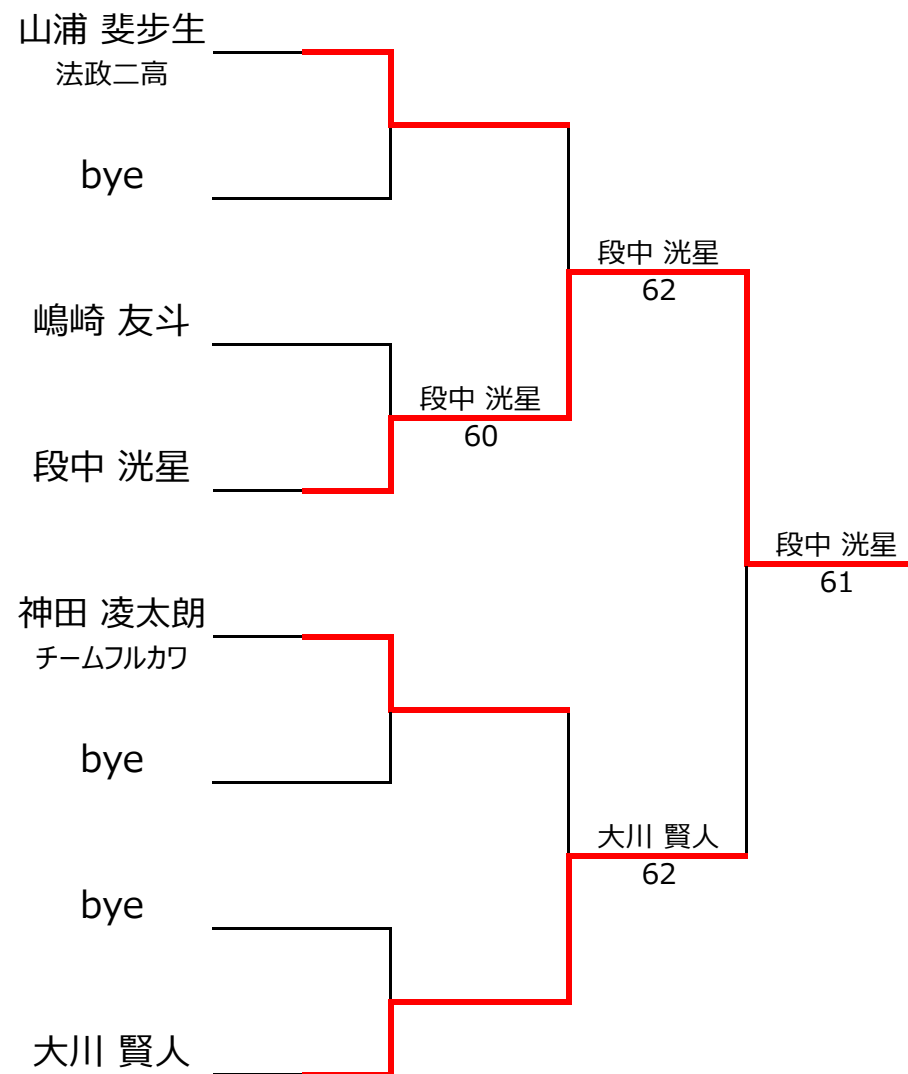 山浦 斐歩生
法政二高
bye
嶋崎 友斗
段中 洸星
神田 凌太朗
チームフルカワ
bye
bye
大川 賢人
段中 洸星
60
段中 洸星
62
大川 賢人
62
段中 洸星
61